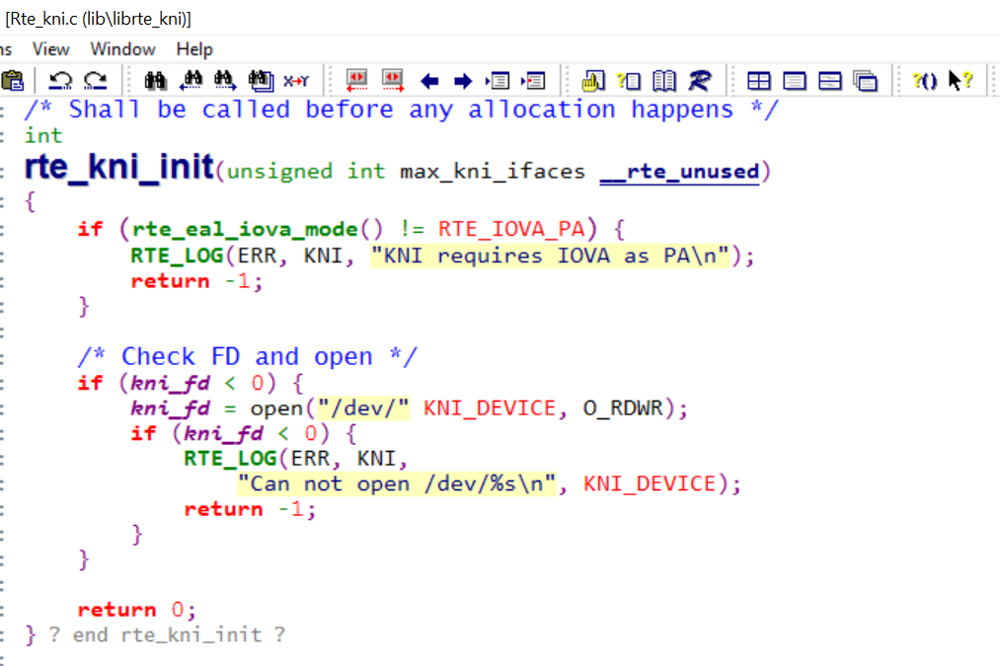 [Rte_kni.c (lib\librte_kni)]
ns View Window Help
X→Y
/* Shall be called before any allocation happens */
int
rte_kni_init(unsigned int max_kni_ifaces __rte_unused)
{
    if (rte_eal_iova_mode() != RTE_IOVA_PA) {
        RTE_LOG(ERR, KNI, "KNI requires IOVA as PA\n");
        return -1;
    }
    /* Check FD and open */
    if (kni_fd < 0) {
        kni_fd = open("/dev/" KNI_DEVICE, O_RDWR);
        if (kni_fd < 0) {
            RTE_LOG(ERR, KNI,
                "Can not open /dev/%s\n", KNI_DEVICE);
            return -1;
        }
    }
    return 0;
} ? end rte_kni_init ?